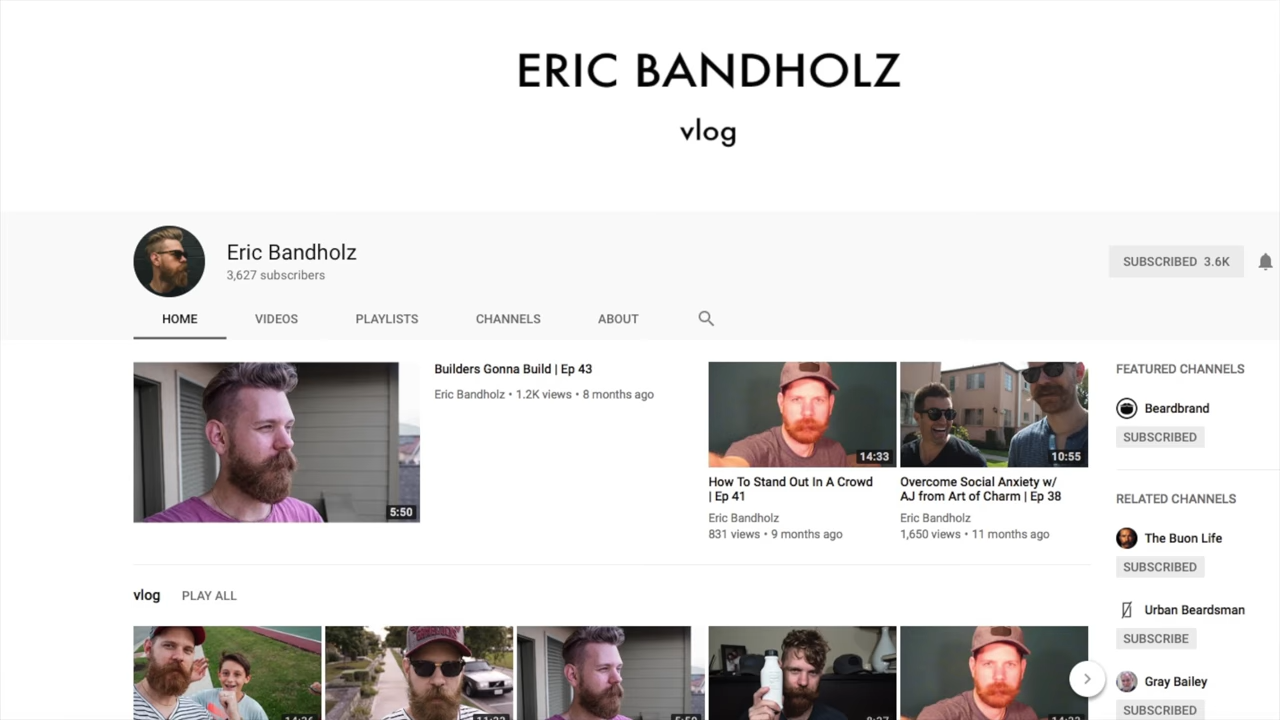 ERIC BANDHOLZ
vlog
Eric Bandholz
3,627 subscribers
SUBSCRIBED 3.6K
HOME
VIDEOS
PLAYLISTS
CHANNELS
ABOUT
5:50
Builders Gonna Build | Ep 43
Eric Bandholz • 1.2K views • 8 months ago
14:33
How To Stand Out In A Crowd
| Ep 41
Eric Bandholz
831 views • 9 months ago
10:55
Overcome Social Anxiety w/
AJ from Art of Charm | Ep 38
Eric Bandholz
1,650 views • 11 months ago
FEATURED CHANNELS
Beardbrand
SUBSCRIBED
RELATED CHANNELS
The Buon Life
SUBSCRIBED
Urban Beardsman
SUBSCRIBE
Gray Bailey
SUBSCRIBED
vlog
PLAY ALL